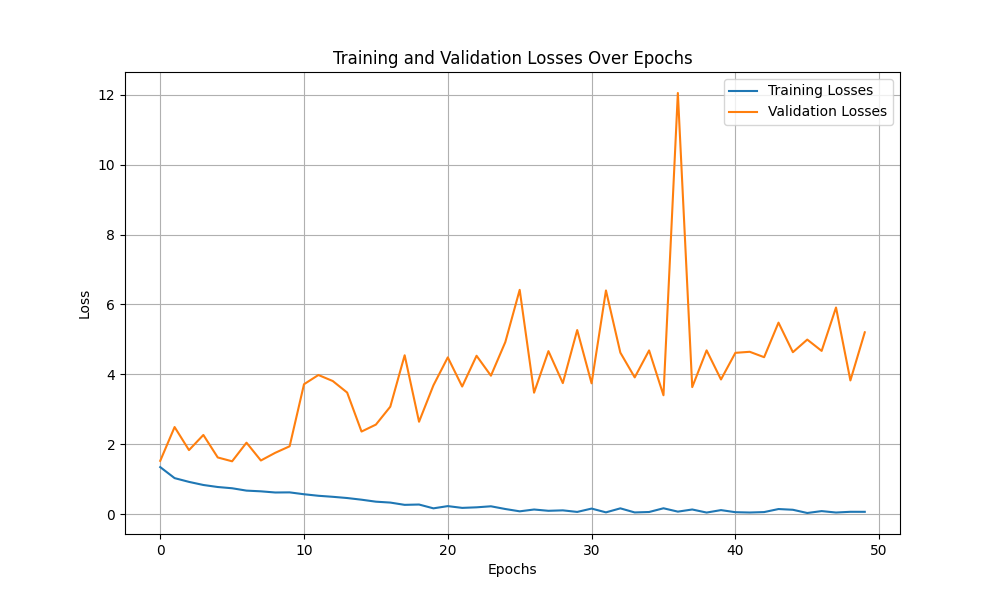 Training and Validation Losses Over Epochs
Training Losses
Validation Losses
12
10
8
6
4
2
0
Loss
0 10 20 30 40 50
Epochs